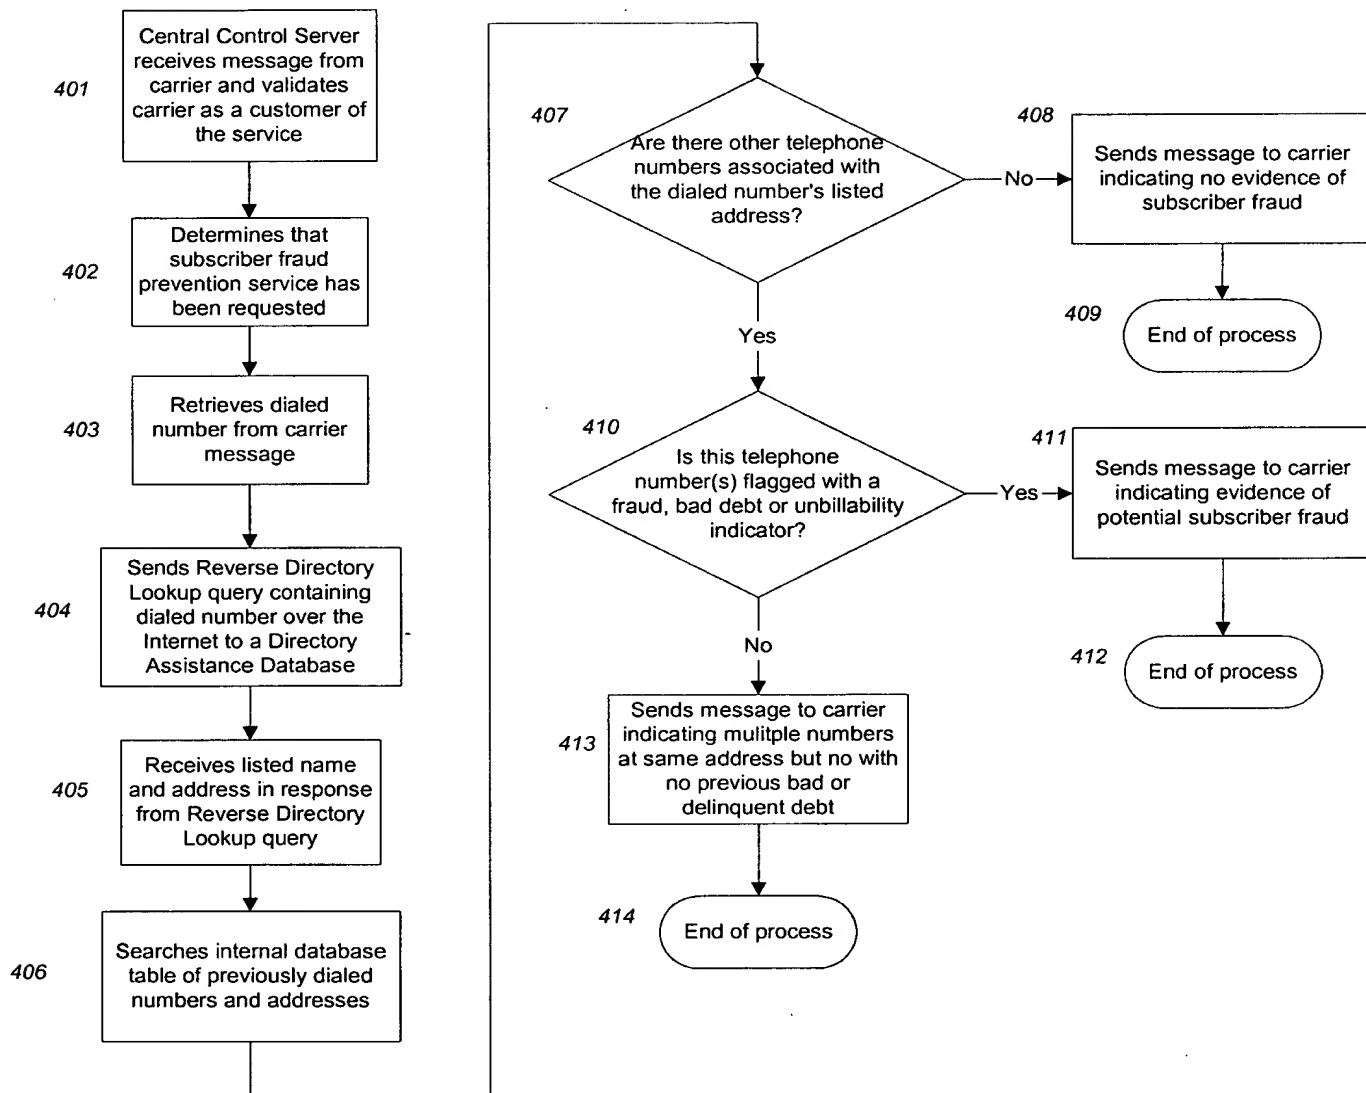 401
Central Control Server
receives message from
carrier and validates
carrier as a customer of
the service
402
Determines that
subscriber fraud
prevention service has
been requested
403
Retrieves dialed
number from carrier
message
404
Sends Reverse Directory
Lookup query containing
dialed number over the
Internet to a Directory
Assistance Database
405
Receives listed name
and address in response
from Reverse Directory
Lookup query
406
Searches internal database
table of previously dialed
numbers and addresses
407
Are there other telephone
numbers associated with
the dialed number's listed
address?
No
408
Sends message to carrier
indicating no evidence of
subscriber fraud
409
End of process
Yes
410
Is this telephone
number(s) flagged with a
fraud, bad debt or unbillability
indicator?
Yes
411
Sends message to carrier
indicating evidence of
potential subscriber fraud
412
End of process
No
413
Sends message to carrier
indicating mulitple numbers
at same address but no with
no previous bad or
delinquent debt
414
End of process